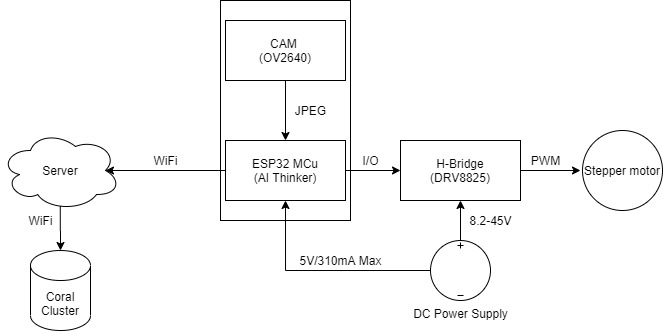 CAM
(OV2640)
JPEG
ESP32 MCu
(AI Thinker)
WiFi
I/O
H-Bridge
(DRV8825)
PWM
Stepper motor
Server
WiFi
8.2-45V
5V/310mA Max
+
−
DC Power Supply
Coral
Cluster